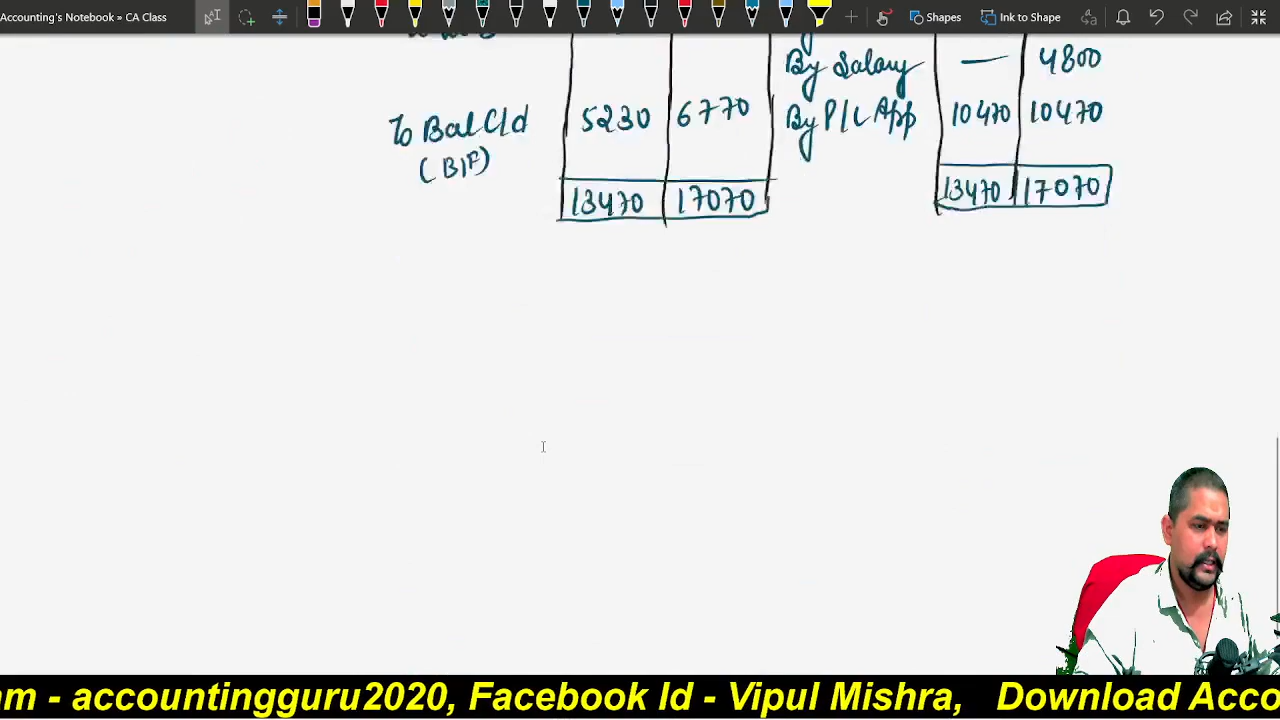 Accounting's Notebook » CA Class
Shapes
Ink to Shape
By Salary — 4800
To Bal C/d 5230 6770 By P/L App 10470 10470
(B/F)
13470 17070 13470 17070
am - accountingguru2020, Facebook Id - Vipul Mishra, Download Acco